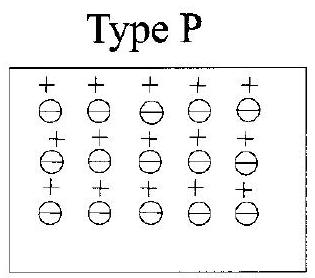 Type P
+ + + + +
⊖ ⊖ ⊖ ⊖ ⊖
+ + + + +
⊖ ⊖ ⊖ ⊖ ⊖
+ + + + +
⊖ ⊖ ⊖ ⊖ ⊖